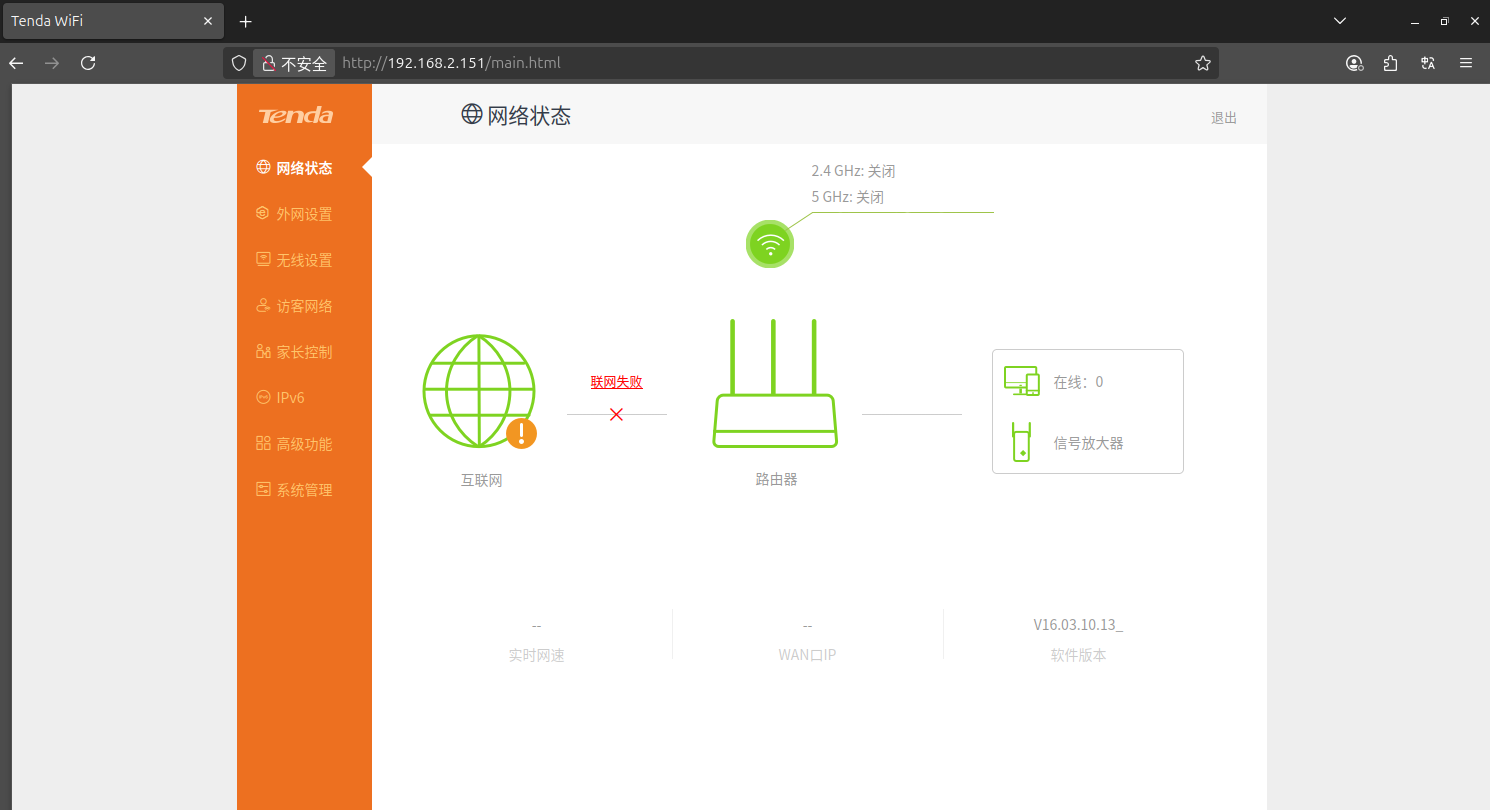 Tenda WiFi
不安全 http://192.168.2.151/main.html
Tenda
网络状态
退出
网络状态
外网设置
无线设置
访客网络
家长控制
IPv6
高级功能
系统管理
2.4 GHz: 关闭
5 GHz: 关闭
联网失败
互联网
路由器
在线：0
信号放大器
--
实时网速
--
WAN口IP
V16.03.10.13_
软件版本